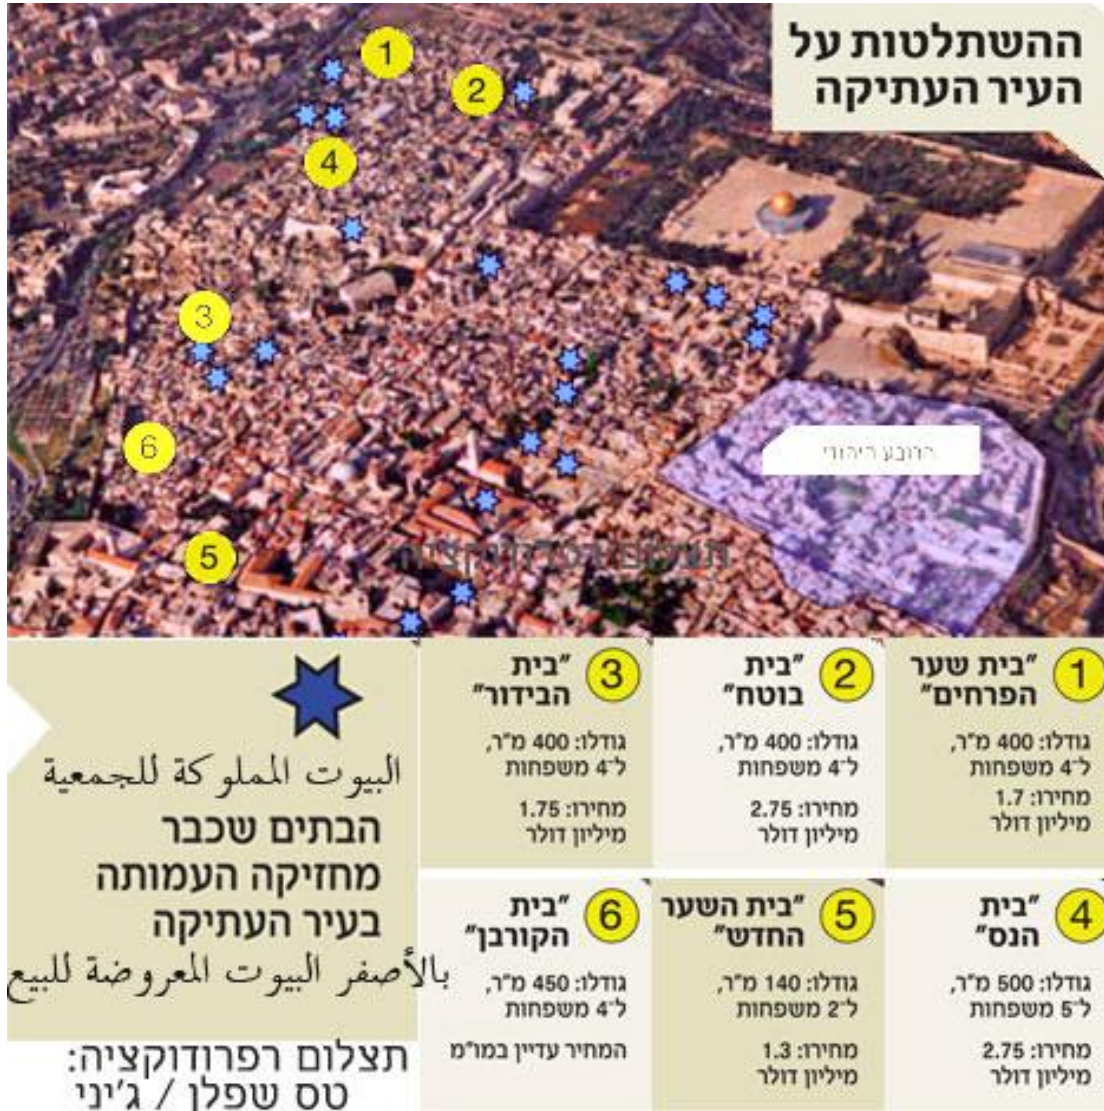 ההשתלטות על
העיר העתיקה
1
2
4
3
6
5
הרובע היהודי
1
"בית שער
הפרחים"
גודלו: 400 מ"ר,
ל־4 משפחות
מחירו: 1.7
מיליון דולר
2
"בית
בוטח"
גודלו: 400 מ"ר,
ל־4 משפחות
מחירו: 2.75
מיליון דולר
3
"בית
הבידור"
גודלו: 400 מ"ר,
ל־4 משפחות
מחירו: 1.75
מיליון דולר
البيوت المملوكة للجمعية
הבתים שכבר
מחזיקה העמותה
בעיר העתיקה
بالأصفر البيوت المعروضة للبيع
4
"בית
הנס"
גודלו: 500 מ"ר,
ל־5 משפחות
מחירו: 2.75
מיליון דולר
5
"בית השער
החדש"
גודלו: 140 מ"ר,
ל־2 משפחות
מחירו: 1.3
מיליון דולר
6
"בית
הקורבן"
גודלו: 450 מ"ר,
ל־4 משפחות
המחיר עדיין במו"מ
תצלום רפרודוקציה:
טס שפלן / ג'יני